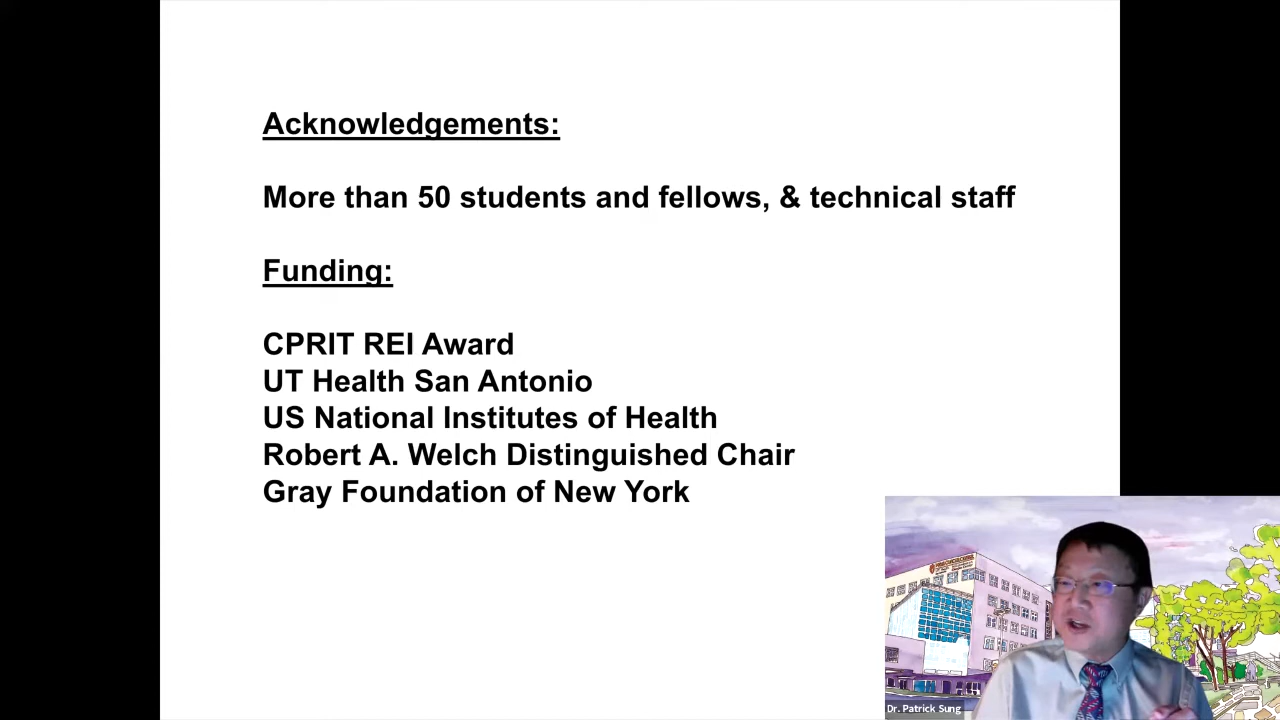 Acknowledgements:
More than 50 students and fellows, & technical staff
Funding:
CPRIT REI Award
UT Health San Antonio
US National Institutes of Health
Robert A. Welch Distinguished Chair
Gray Foundation of New York
Dr. Patrick Sung